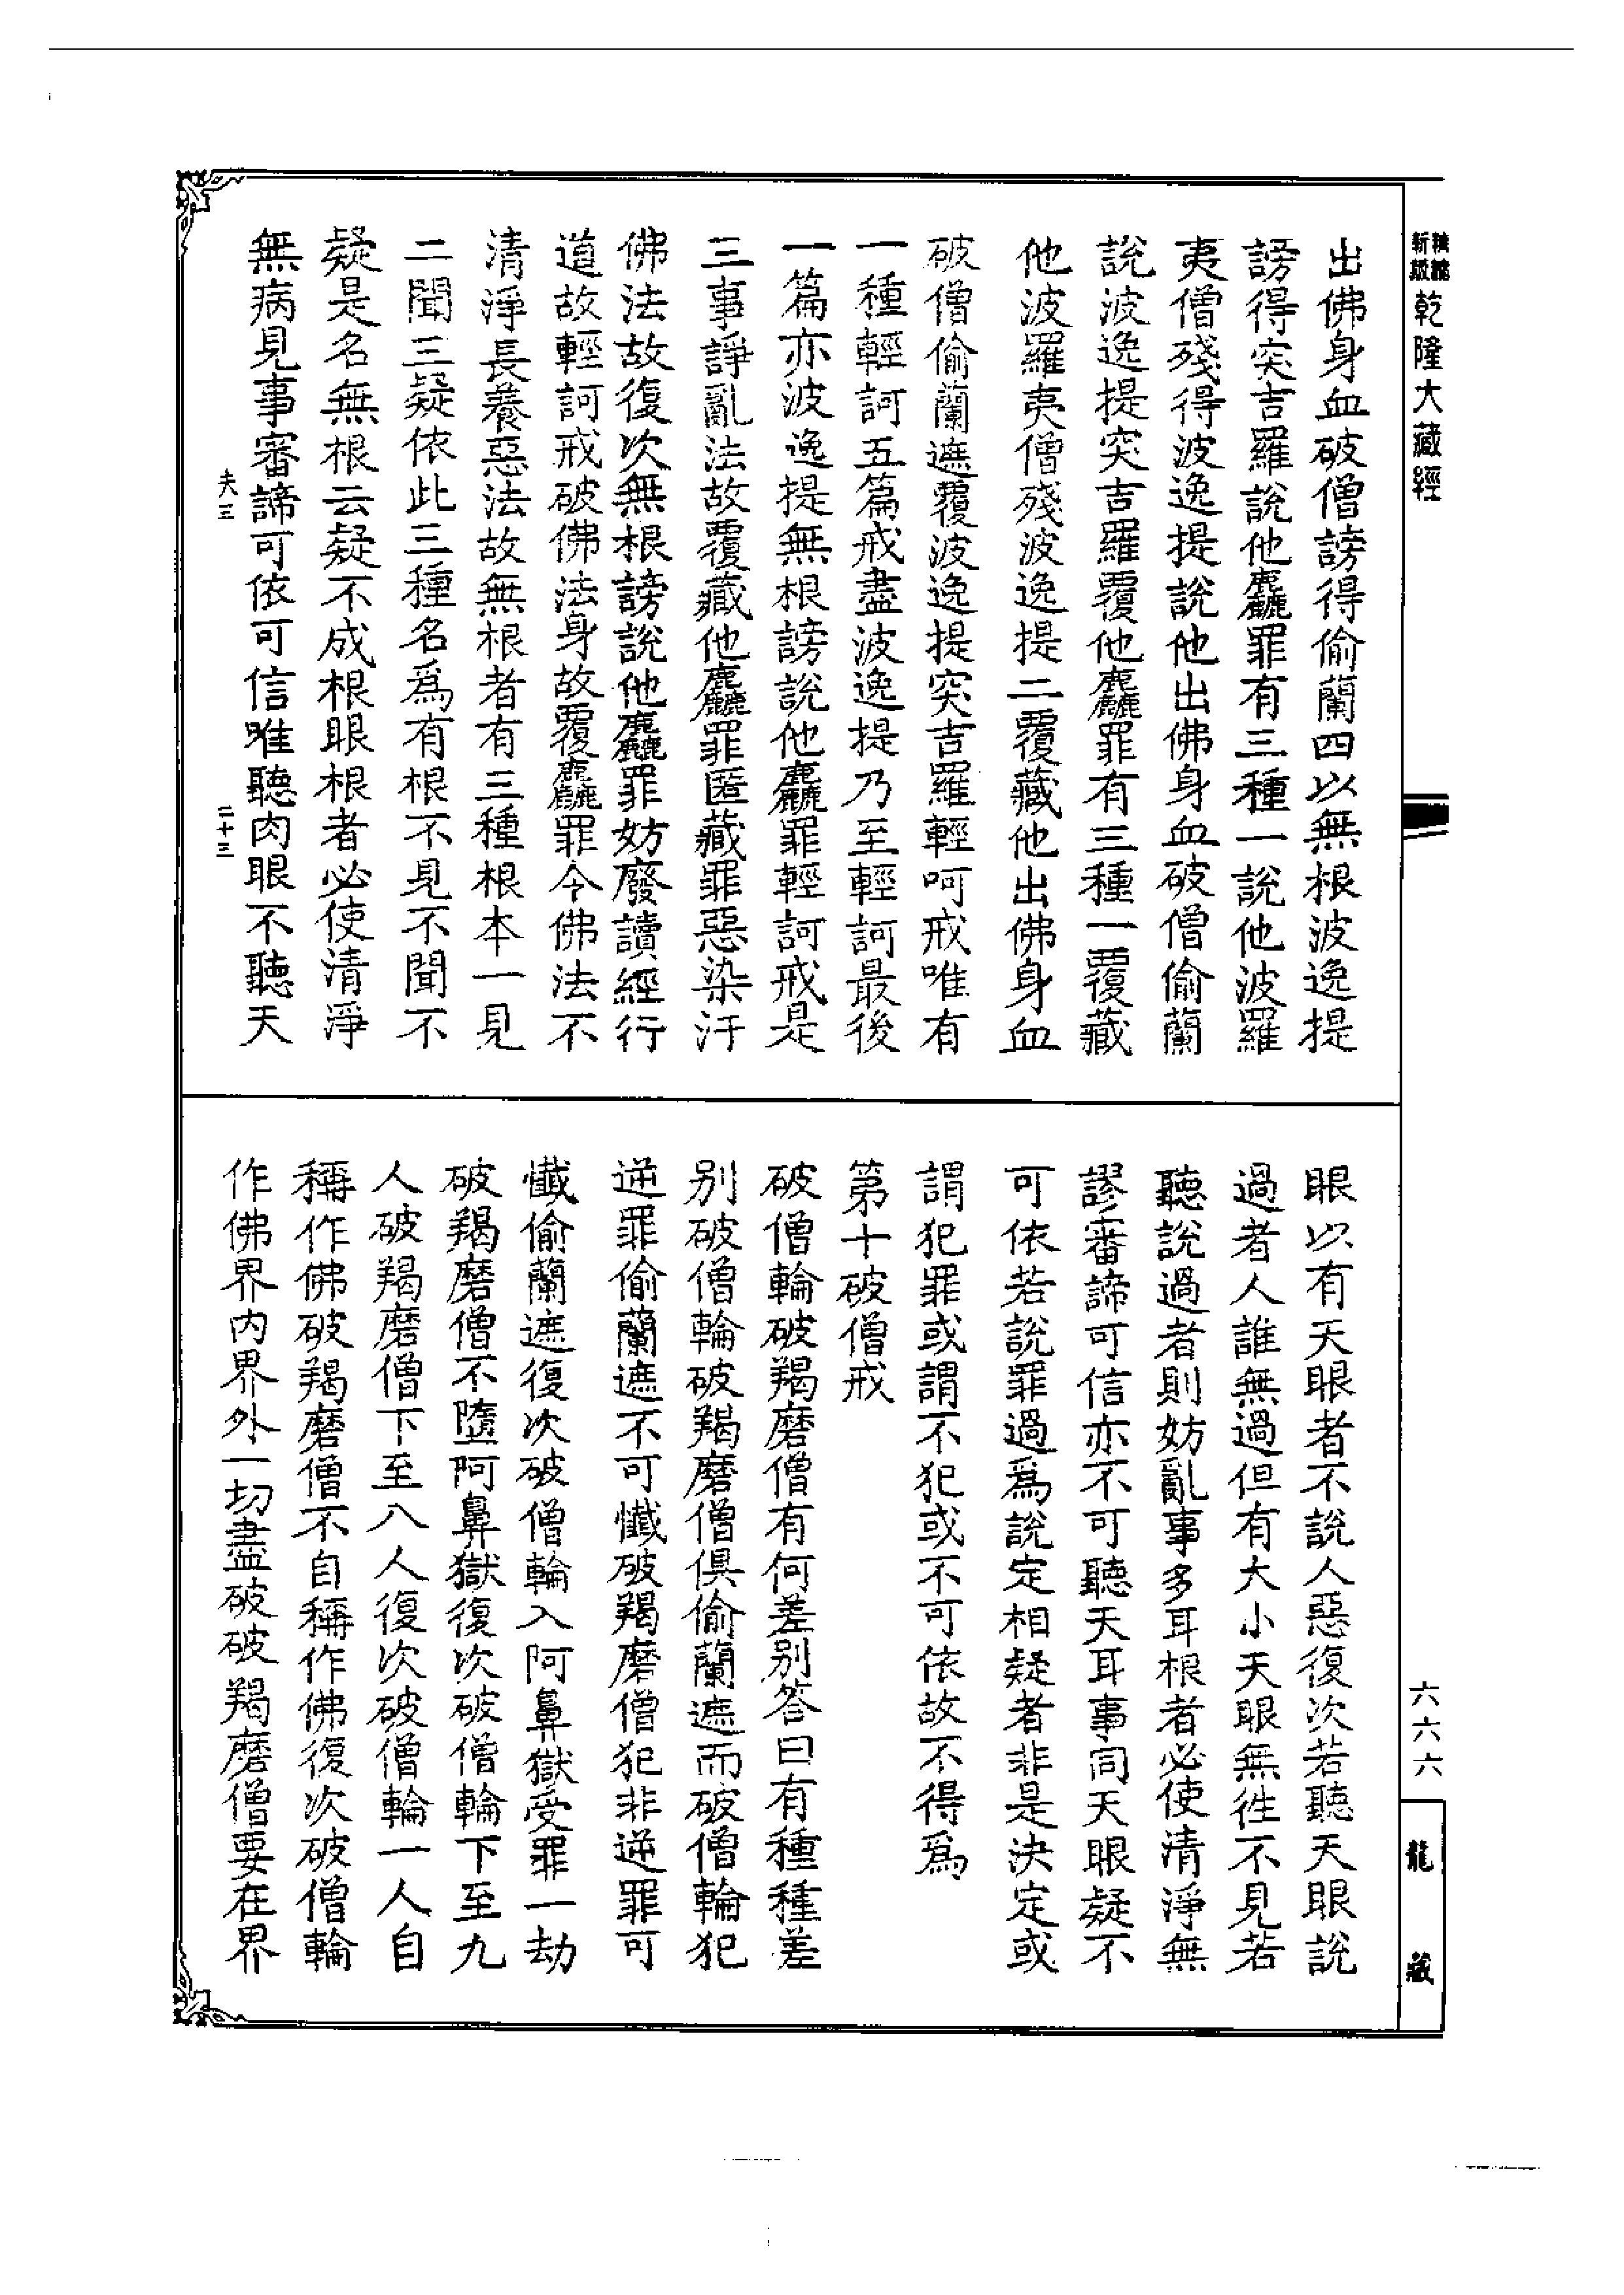 乾隆大藏經
出佛身血破僧謗得偷蘭四以無根波逸提
謗得突吉羅說他麤罪有三種一說他波羅
夷僧殘得波逸提說他出佛身血破僧偷蘭
說波逸提突吉羅覆他麤罪有三種一覆藏
他波羅夷僧殘波逸提二覆藏他出佛身血
破僧偷蘭遮覆波逸提突吉羅輕呵戒唯有
一種輕訶五篇戒盡波逸提乃至輕訶最後
一篇亦波逸提無根謗說他麤罪輕訶戒是
三事諍亂法故覆藏他麤罪匿藏罪惡染汙
佛法故復次無根謗說他麤罪妨廢讀經行
道故輕訶戒破佛法身故覆麤罪令佛法不
清淨長養惡法故無根者有三種根本一見
二聞三疑依此三種名為有根不見不聞不
疑是名無根云疑不成根眼根者必使清淨
無病見事審諦可依可信唯聽肉眼不聽天
夫三
二十三
眼以有天眼者不說人惡復次若聽天眼說
過者人誰無過但有大小天眼無徃不見若
聽說過者則妨亂事多耳根者必使清淨無
謬審諦可信亦不可聽天耳事同天眼疑不
可依若說罪過為說定相疑者非是決定或
謂犯罪或謂不犯或不可依故不得為
第十破僧戒
破僧輪破羯磨僧有何差别答曰有種種差
别破僧輪破羯磨僧俱偷蘭遮而破僧輪犯
逆罪偷蘭遮不可懺破羯磨僧犯非逆罪可
懺偷蘭遮復次破僧輪入阿鼻獄受罪一劫
破羯磨僧不墮阿鼻獄復次破僧輪下至九
人破羯磨僧下至八人復次破僧輪一人自
稱作佛破羯磨僧不自稱作佛復次破僧輪
作佛界內界外一切盡破破羯磨僧要在界
六六六
龍藏